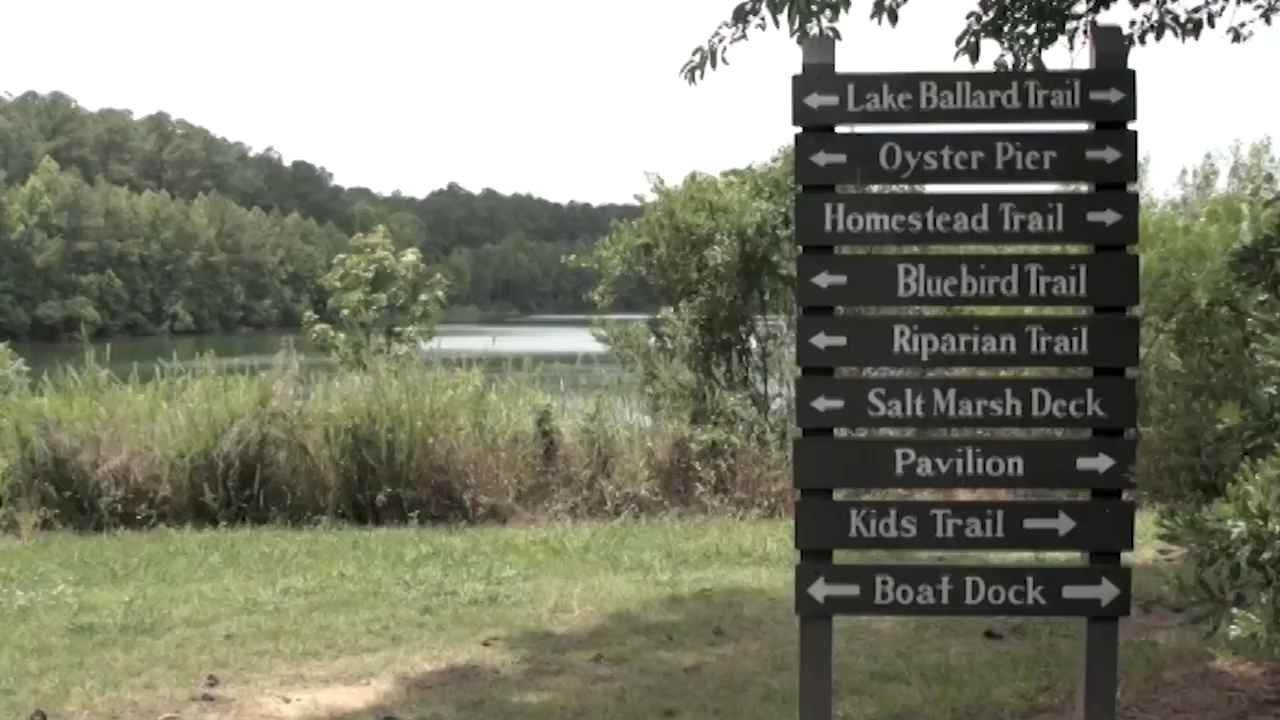 ← Lake Ballard Trail →
← Oyster Pier →
Homestead Trail →
← Bluebird Trail
← Riparian Trail
← Salt Marsh Deck
Pavilion →
Kids Trail →
← Boat Dock →